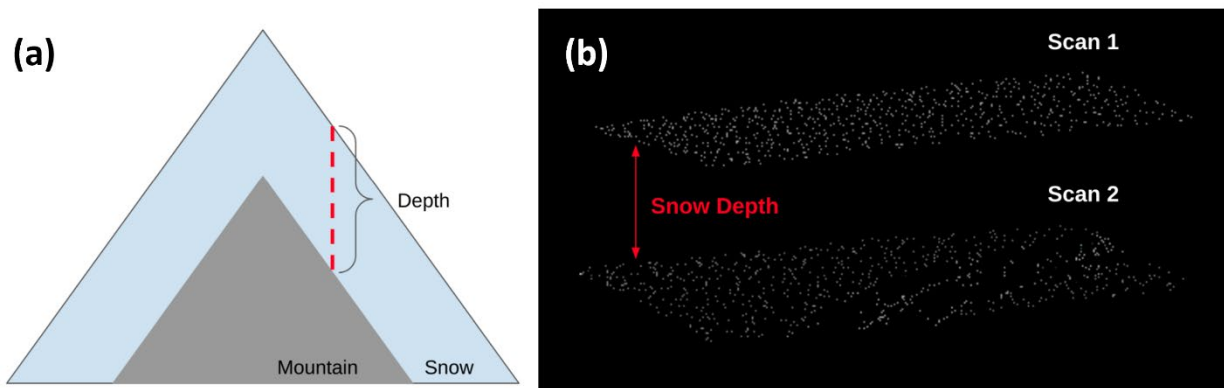 (a)
Depth
Mountain
Snow
(b)
Scan 1
Snow Depth
Scan 2